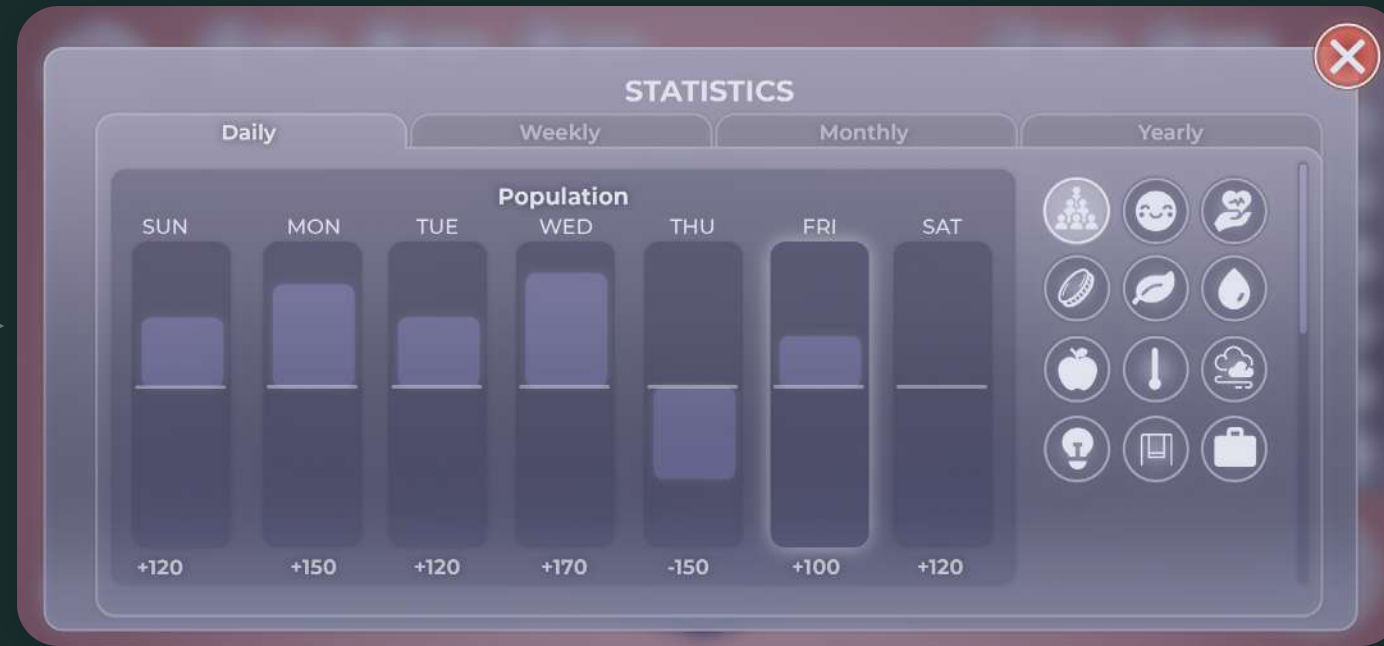 STATISTICS
Daily Weekly Monthly Yearly
Population
SUN MON TUE WED THU FRI SAT
+120 +150 +120 +170 -150 +100 +120